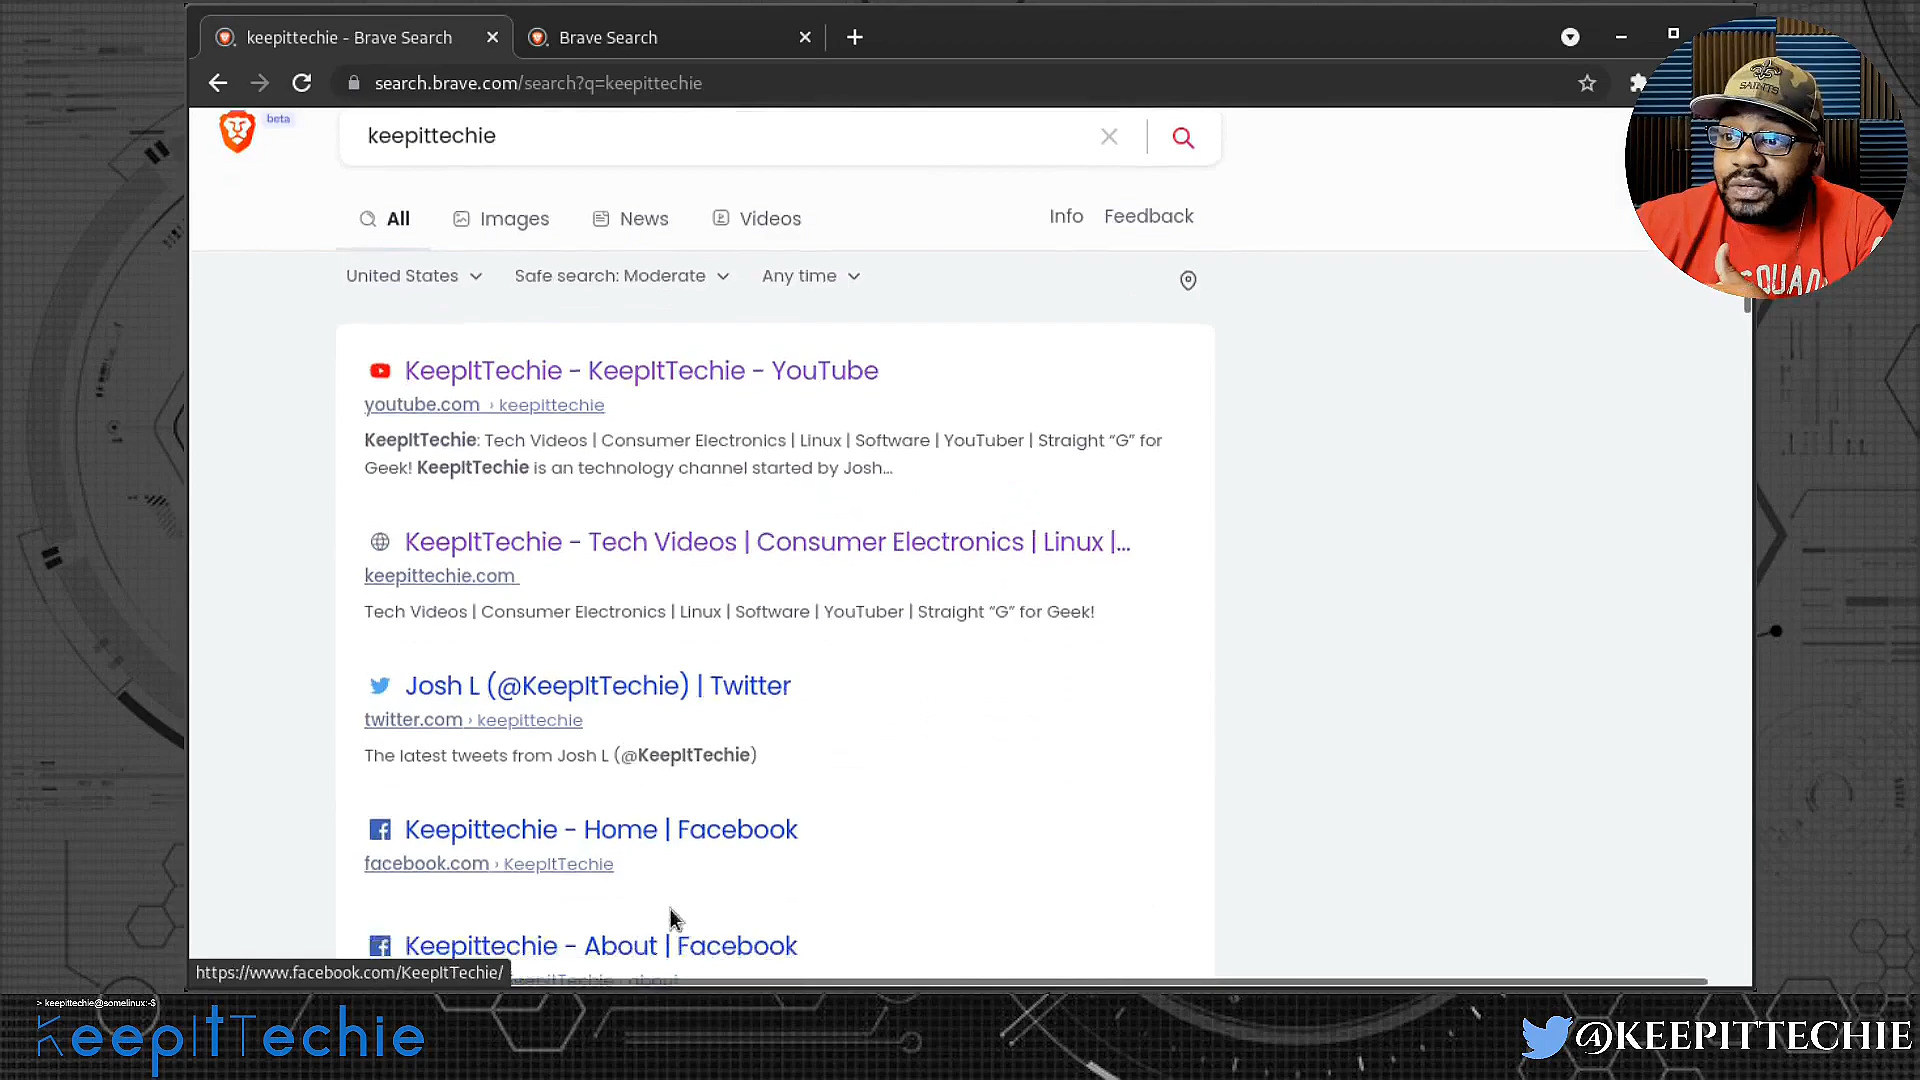 keepittechie - Brave Search
Brave Search
search.brave.com/search?q=keepittechie
beta
keepittechie
All
Images
News
Videos
Info
Feedback
United States
Safe search: Moderate
Any time
KeepItTechie - KeepItTechie - YouTube
youtube.com › keepittechie
KeepItTechie: Tech Videos | Consumer Electronics | Linux | Software | YouTuber | Straight “G” for
Geek! KeepItTechie is an technology channel started by Josh...
KeepItTechie - Tech Videos | Consumer Electronics | Linux |...
keepittechie.com
Tech Videos | Consumer Electronics | Linux | Software | YouTuber | Straight “G” for Geek!
Josh L (@KeepItTechie) | Twitter
twitter.com › keepittechie
The latest tweets from Josh L (@KeepItTechie)
Keepittechie - Home | Facebook
facebook.com › KeepItTechie
Keepittechie - About | Facebook
https://www.facebook.com/KeepItTechie/
SAINTS
SQUAD
> keepittechie@somelinux:~$
KeepItTechie
@KEEPITTECHIE